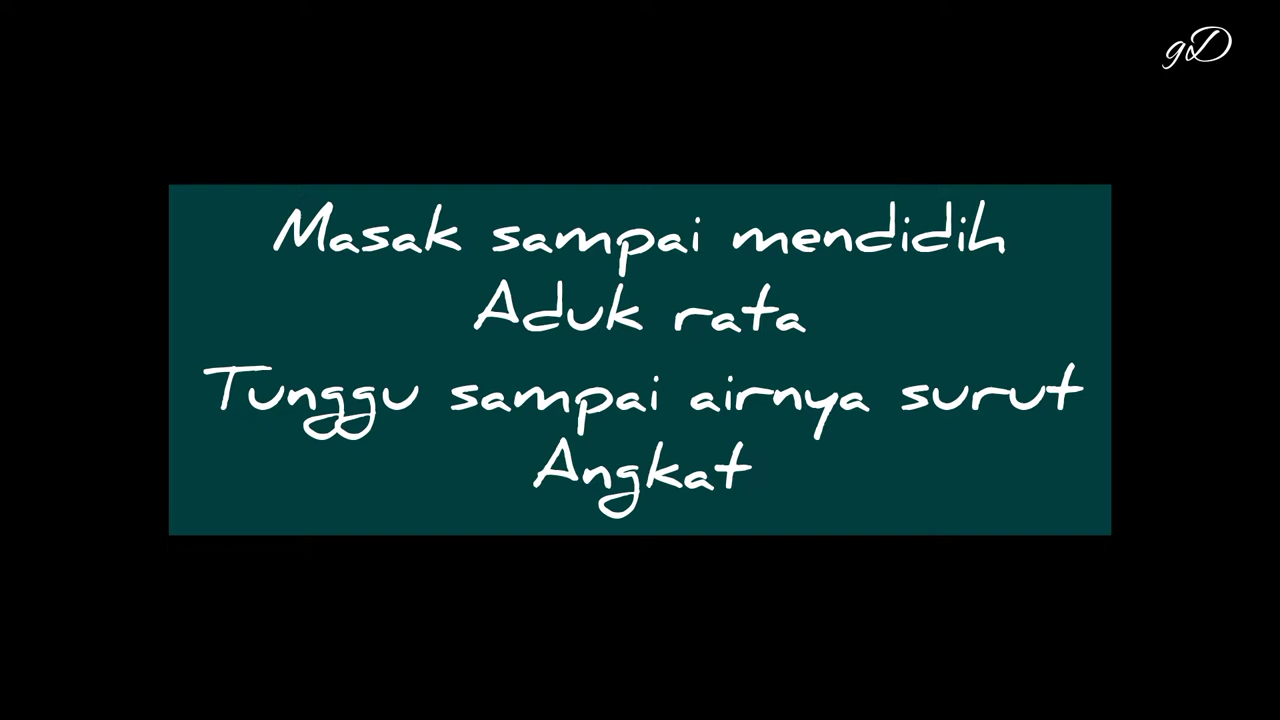 gD
Masak sampai mendidih
Aduk rata
Tunggu sampai airnya surut
Angkat